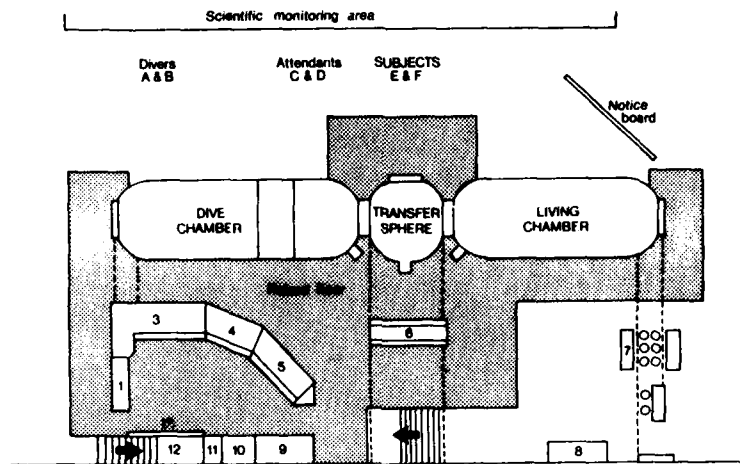 Scientific monitoring area
Divers
A & B
Attendants
C & D
SUBJECTS
E & F
Notice
board
DIVE
CHAMBER
TRANSFER
SPHERE
LIVING
CHAMBER
3
4
5
6
7
1
12
11
10
9
8